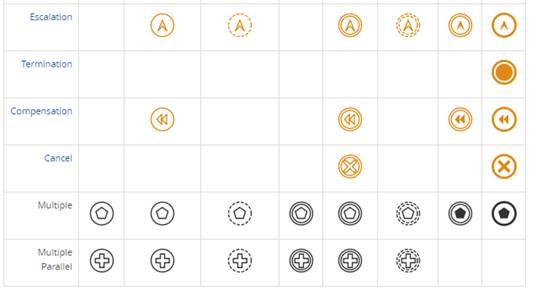 Escalation
Termination
Compensation
Cancel
Multiple
Multiple
Parallel